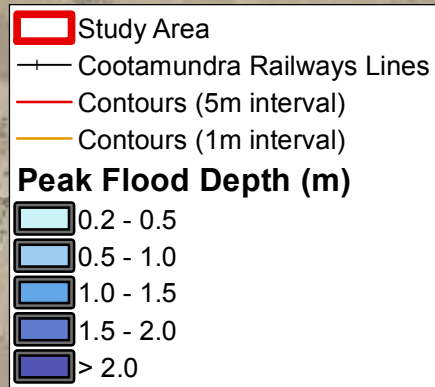 Study Area
Cootamundra Railways Lines
Contours (5m interval)
Contours (1m interval)
Peak Flood Depth (m)
0.2 - 0.5
0.5 - 1.0
1.0 - 1.5
1.5 - 2.0
> 2.0